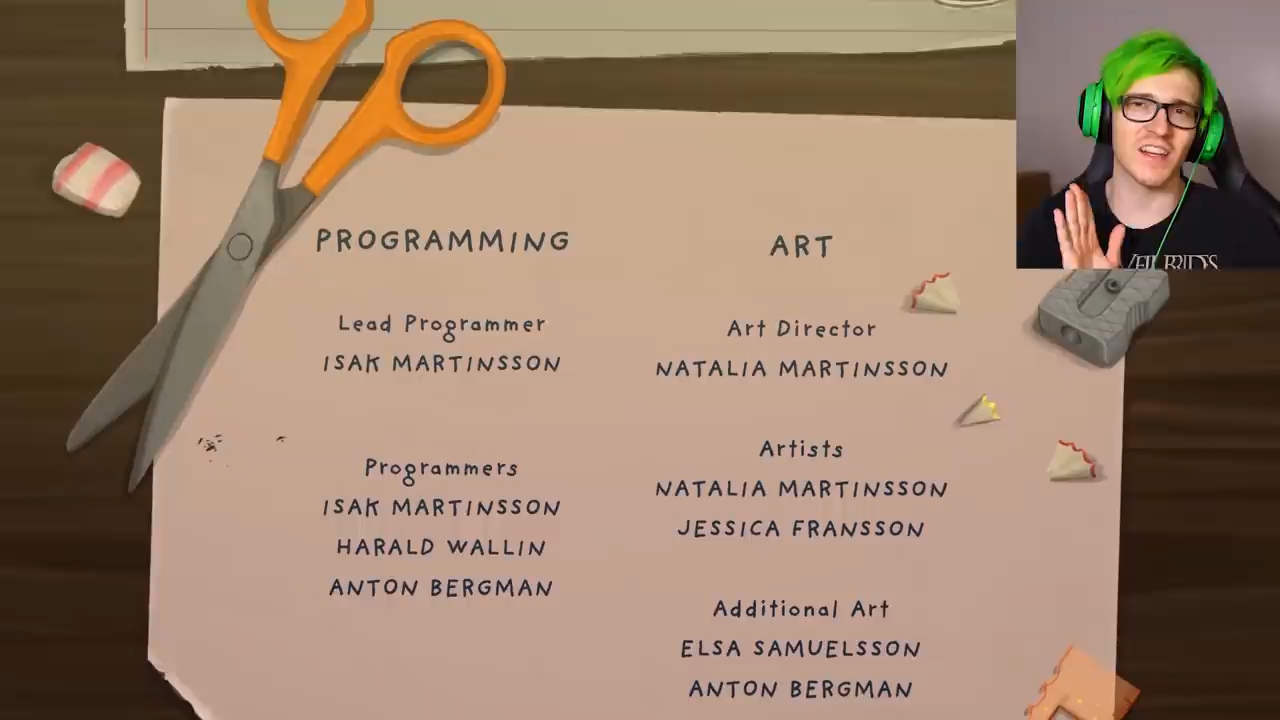 PROGRAMMING
Lead Programmer
ISAK MARTINSSON
Programmers
ISAK MARTINSSON
HARALD WALLIN
ANTON BERGMAN
ART
Art Director
NATALIA MARTINSSON
Artists
NATALIA MARTINSSON
JESSICA FRANSSON
Additional Art
ELSA SAMUELSSON
ANTON BERGMAN